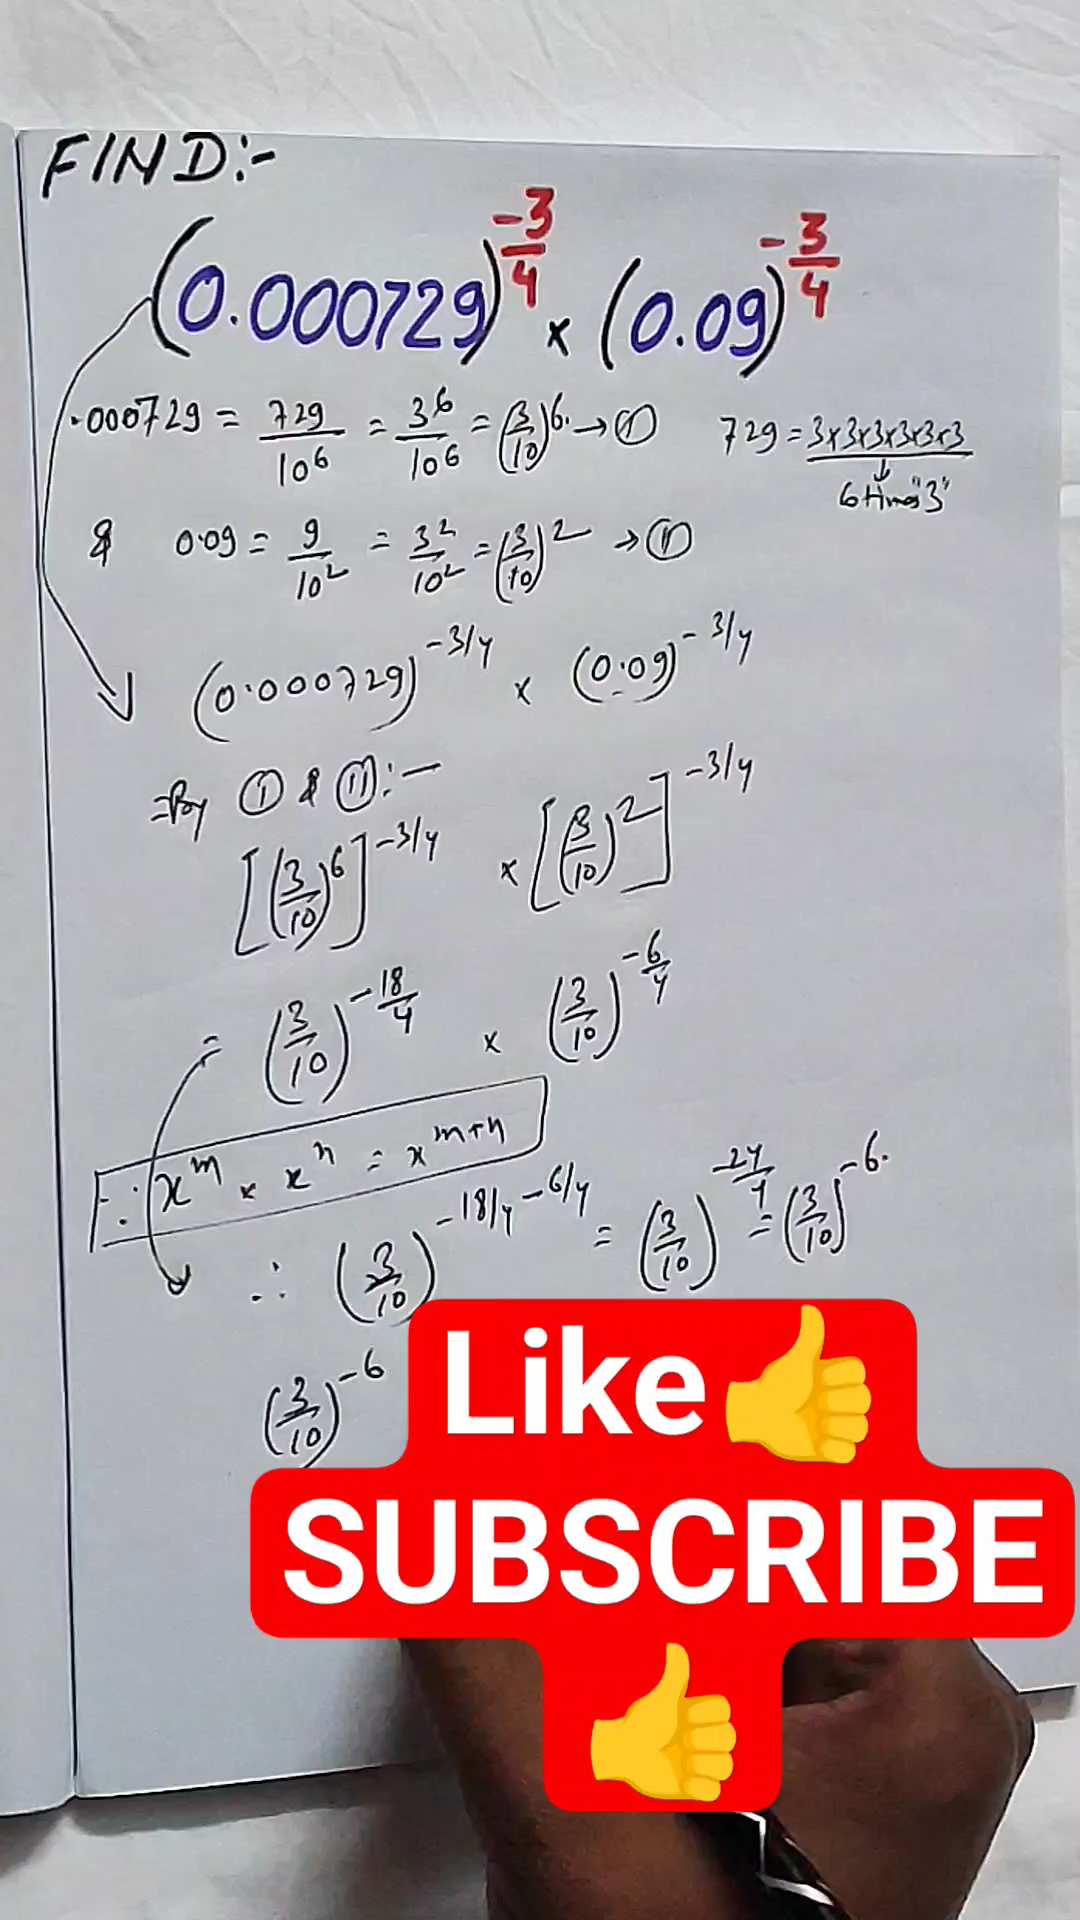 FIND:-
(0.000729)^-3/4 × (0.09)^-3/4
.000729 = 729/10^6 = 3^6/10^6 = (3/10)^6. → (I) 729 = 3×3×3×3×3×3
↓
6 times "3"
& 0.09 = 9/10^2 = 3^2/10^2 = (3/10)^2 → (II)
(0.000729)^-3/4 × (0.09)^-3/4
=By (I) & (II):-
[(3/10)^6]^-3/4 × [(3/10)^2]^-3/4
= (3/10)^-18/4 × (3/10)^-6/4
∴ x^m × x^n = x^m+n
∴ (3/10)^-18/4-6/4 = (3/10)^-24/4 = (3/10)^-6.
(3/10)^-6
Like👍
SUBSCRIBE
👍